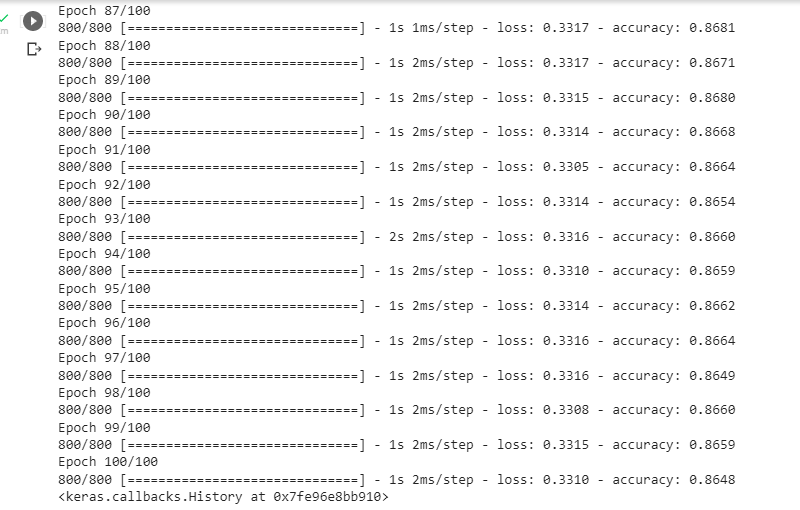 Epoch 87/100
800/800 [==============================] - 1s 1ms/step - loss: 0.3317 - accuracy: 0.8681
Epoch 88/100
800/800 [==============================] - 1s 2ms/step - loss: 0.3317 - accuracy: 0.8671
Epoch 89/100
800/800 [==============================] - 1s 2ms/step - loss: 0.3315 - accuracy: 0.8680
Epoch 90/100
800/800 [==============================] - 1s 2ms/step - loss: 0.3314 - accuracy: 0.8668
Epoch 91/100
800/800 [==============================] - 1s 2ms/step - loss: 0.3305 - accuracy: 0.8664
Epoch 92/100
800/800 [==============================] - 1s 2ms/step - loss: 0.3314 - accuracy: 0.8654
Epoch 93/100
800/800 [==============================] - 2s 2ms/step - loss: 0.3316 - accuracy: 0.8660
Epoch 94/100
800/800 [==============================] - 1s 2ms/step - loss: 0.3310 - accuracy: 0.8659
Epoch 95/100
800/800 [==============================] - 1s 2ms/step - loss: 0.3314 - accuracy: 0.8662
Epoch 96/100
800/800 [==============================] - 1s 2ms/step - loss: 0.3316 - accuracy: 0.8664
Epoch 97/100
800/800 [==============================] - 1s 2ms/step - loss: 0.3316 - accuracy: 0.8649
Epoch 98/100
800/800 [==============================] - 1s 2ms/step - loss: 0.3308 - accuracy: 0.8660
Epoch 99/100
800/800 [==============================] - 1s 2ms/step - loss: 0.3315 - accuracy: 0.8659
Epoch 100/100
800/800 [==============================] - 1s 2ms/step - loss: 0.3310 - accuracy: 0.8648
<keras.callbacks.History at 0x7fe96e8bb910>